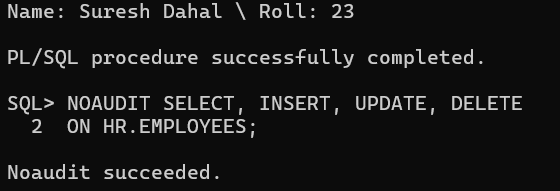 Name: Suresh Dahal \ Roll: 23
PL/SQL procedure successfully completed.
SQL> NOAUDIT SELECT, INSERT, UPDATE, DELETE
2 ON HR.EMPLOYEES;
Noaudit succeeded.